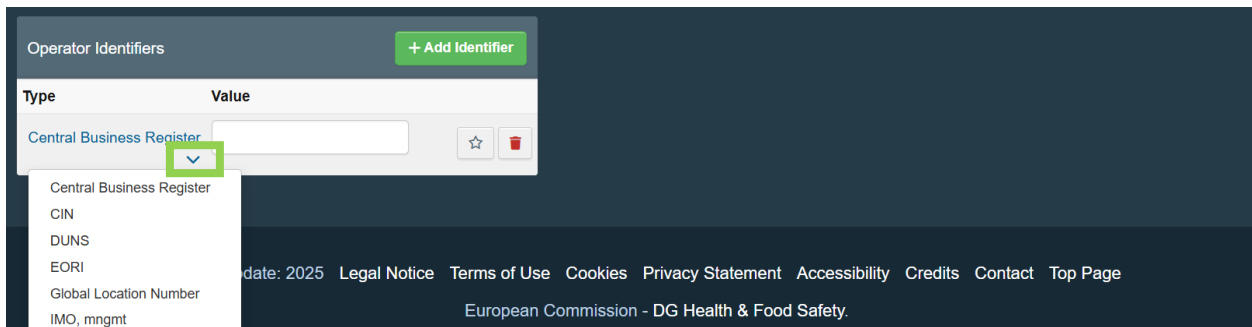 Operator Identifiers
+ Add Identifier
Type Value
Central Business Register
Central Business Register
CIN
DUNS
EORI
Global Location Number
IMO, mngmt
date: 2025 Legal Notice Terms of Use Cookies Privacy Statement Accessibility Credits Contact Top Page
European Commission - DG Health & Food Safety.